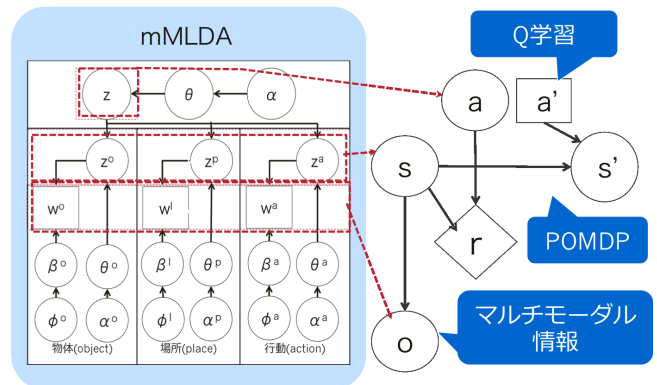 mMLDA
z θ α
z^o z^p z^a
w^o w^l w^a
β^o θ^o β^l θ^p β^a θ^a
ϕ^o α^o ϕ^l α^p ϕ^a α^a
物体(object) 場所(place) 行動(action)
Q学習
a a'
s s'
r
POMDP
o
マルチモーダル
情報